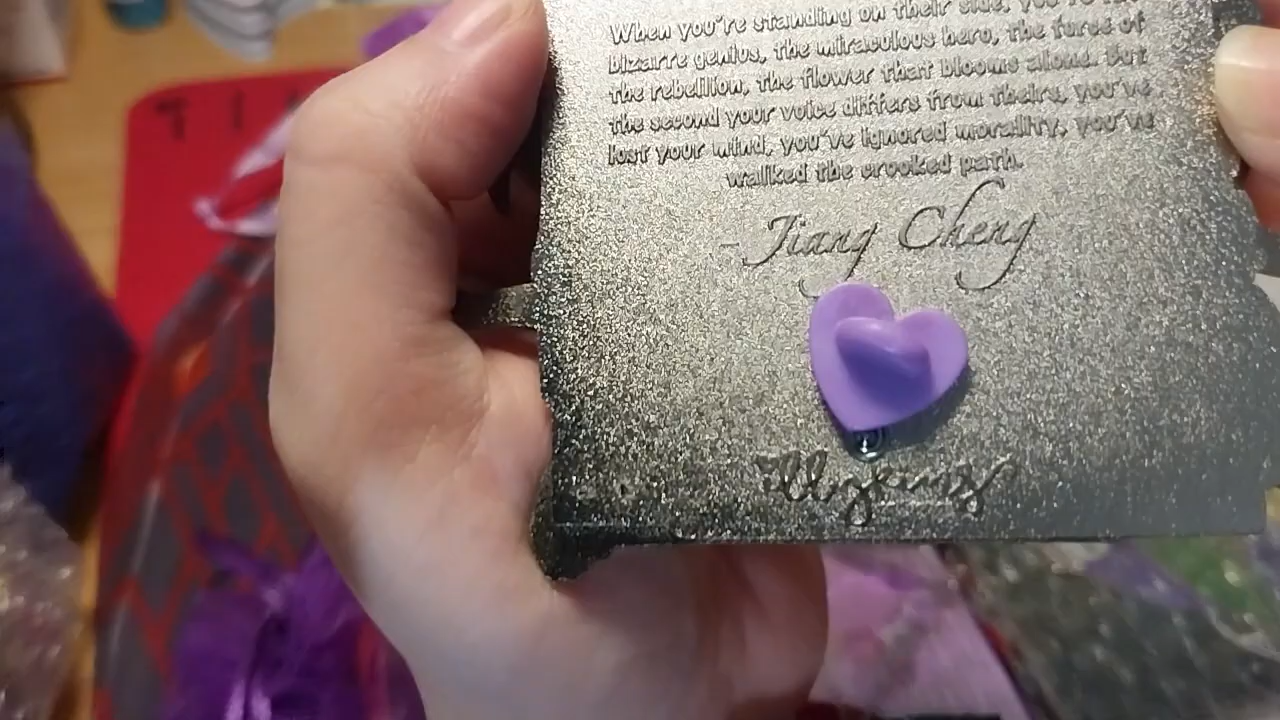 When you're standing on their side, you're the
bizarre genius, the miraculous hero, the force of
the rebellion, the flower that blooms alone. But
the second your voice differs from theirs, you've
lost your mind, you've ignored morality, you've
walked the crooked path.
- Jiang Cheng